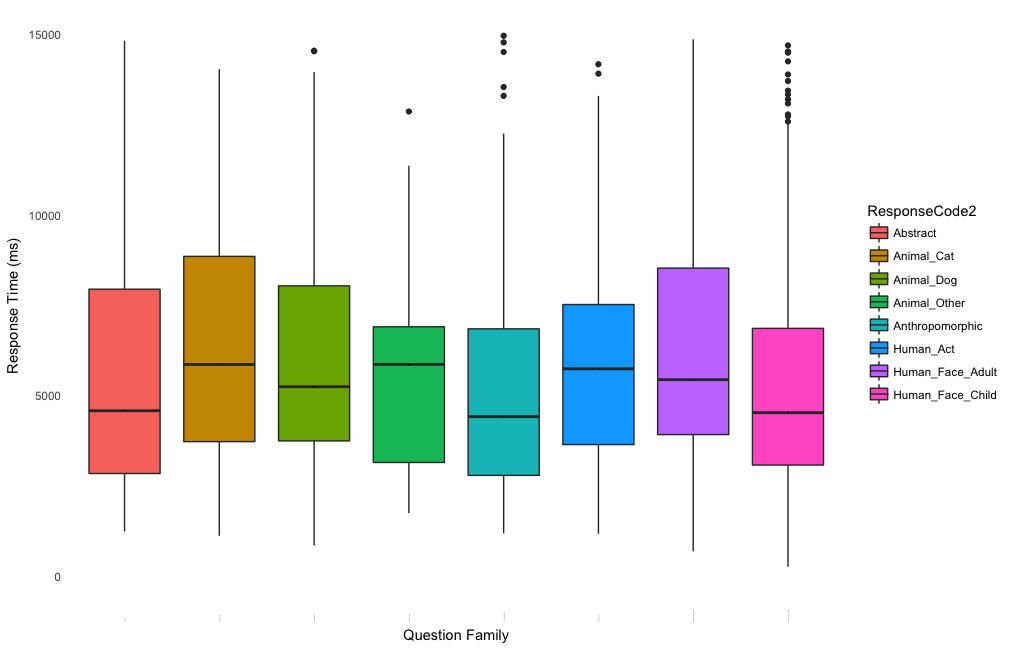 15000
10000
5000
0
Response Time (ms)
Question Family
ResponseCode2
Abstract
Animal_Cat
Animal_Dog
Animal_Other
Anthropomorphic
Human_Act
Human_Face_Adult
Human_Face_Child